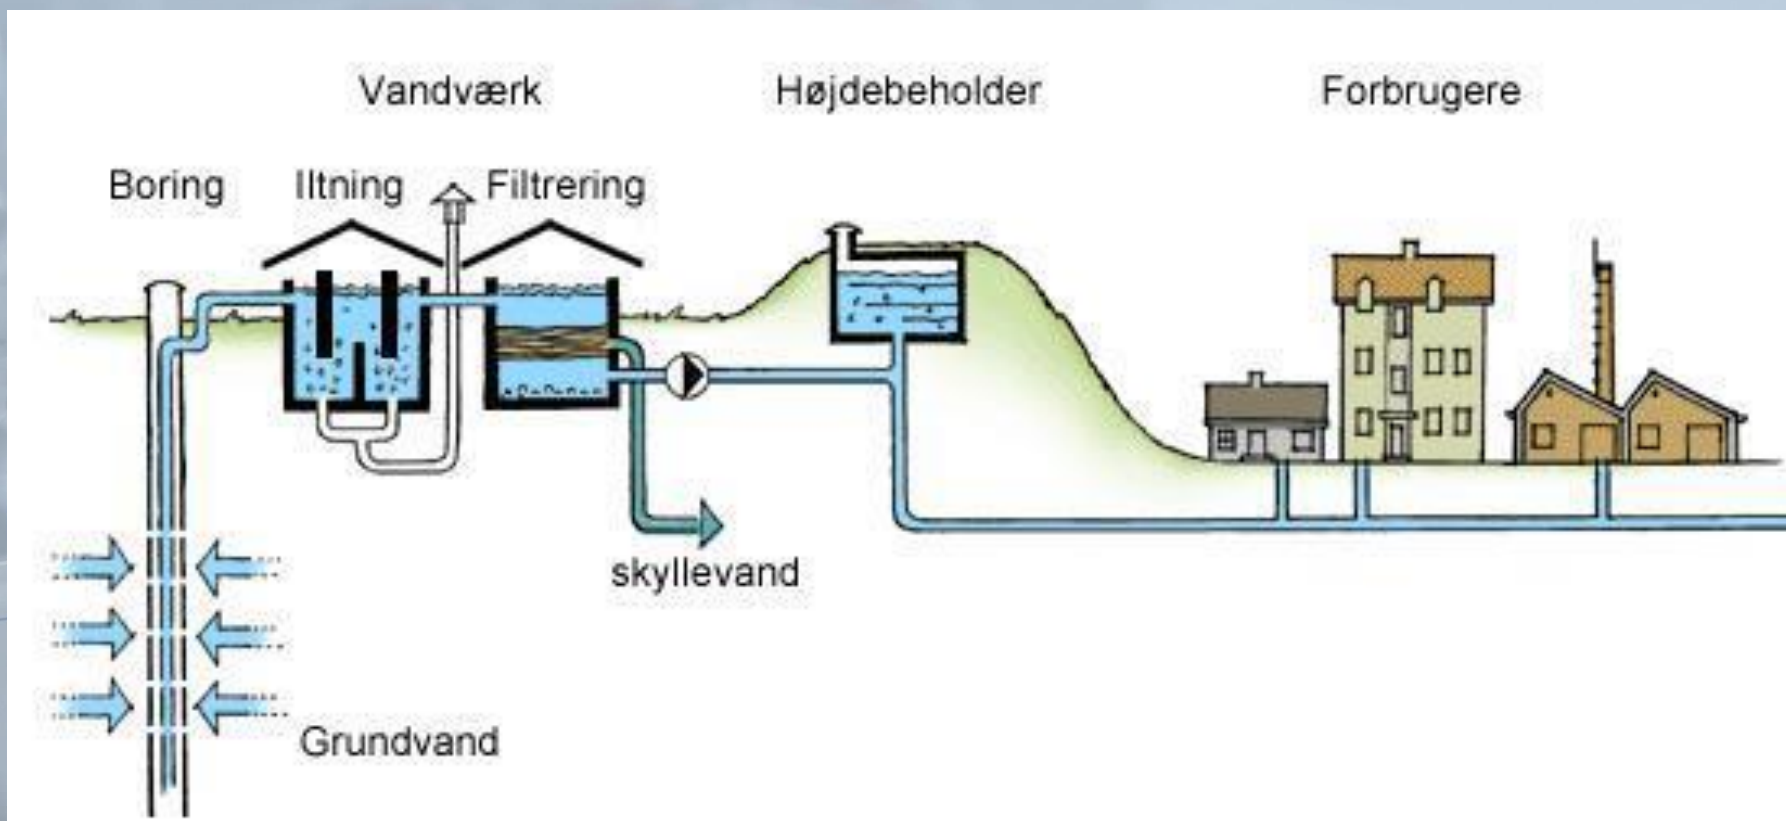 Vandværk
Højdebeholder
Forbrugere
Boring
Iltning
Filtrering
skyllevand
Grundvand